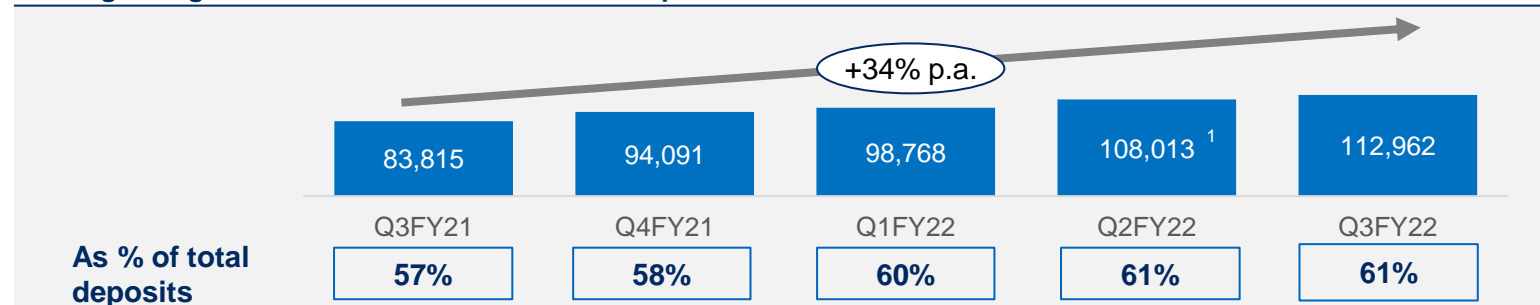 +34% p.a.
83,815 94,091 98,768 108,013 1 112,962
Q3FY21 Q4FY21 Q1FY22 Q2FY22 Q3FY22
As % of total
deposits
57% 58% 60% 61% 61%